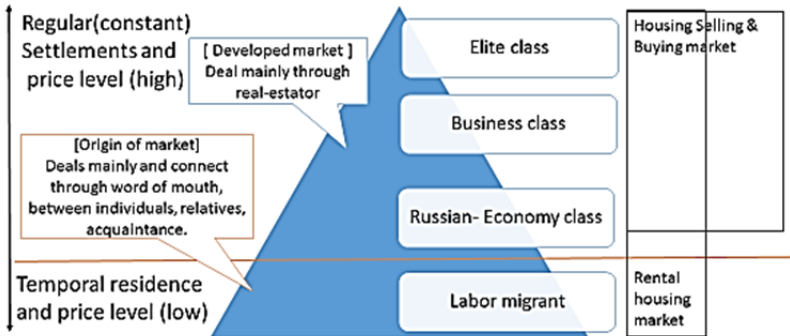 Regular(constant)
Settlements and
price level (high)
[ Developed market ]
Deal mainly through
real-estator
[Origin of market]
Deals mainly and connect
through word of mouth,
between individuals, relatives,
acquaintance.
Temporal residence
and price level (low)
Elite class
Business class
Russian- Economy class
Labor migrant
Housing Selling &
Buying market
Rental
housing
market